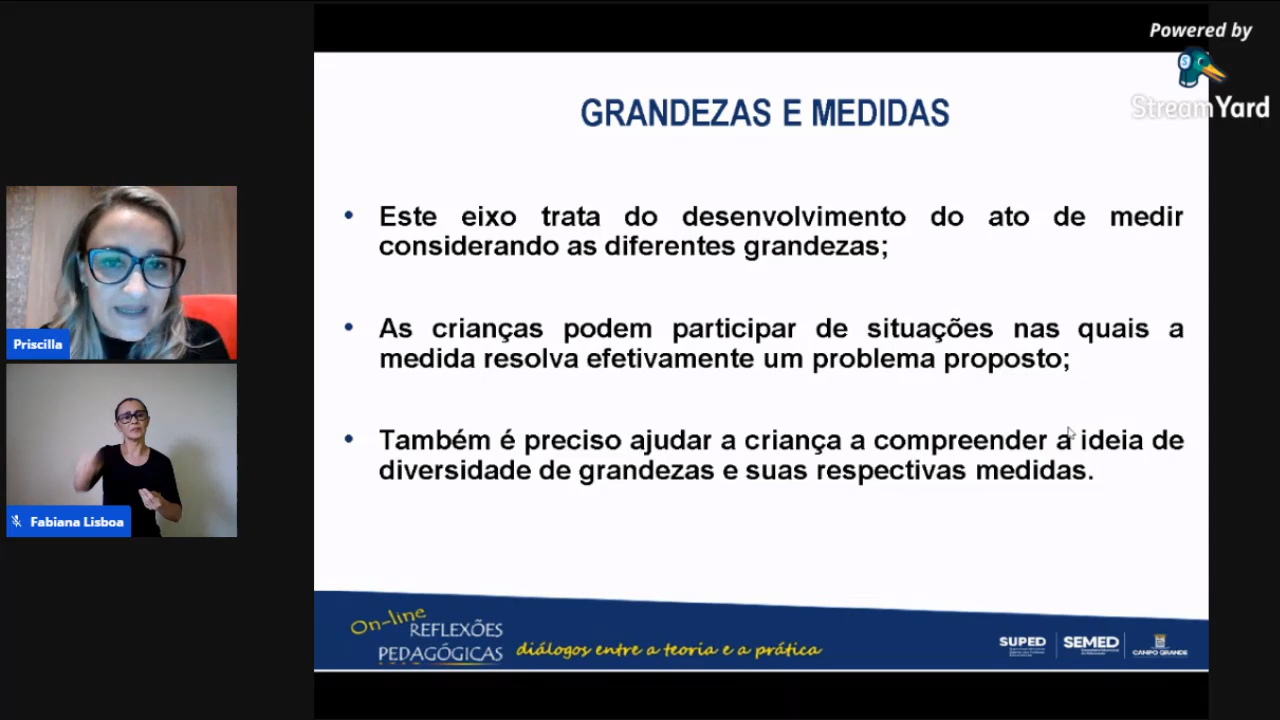 Powered by
StreamYard
GRANDEZAS E MEDIDAS
• Este eixo trata do desenvolvimento do ato de medir
considerando as diferentes grandezas;
• As crianças podem participar de situações nas quais a
medida resolva efetivamente um problema proposto;
• Também é preciso ajudar a criança a compreender a ideia de
diversidade de grandezas e suas respectivas medidas.
Priscilla
Fabiana Lisboa
On-line
REFLEXÕES
PEDAGÓGICAS
diálogos entre a teoria e a prática
SUPED
SEMED
CAMPO GRANDE